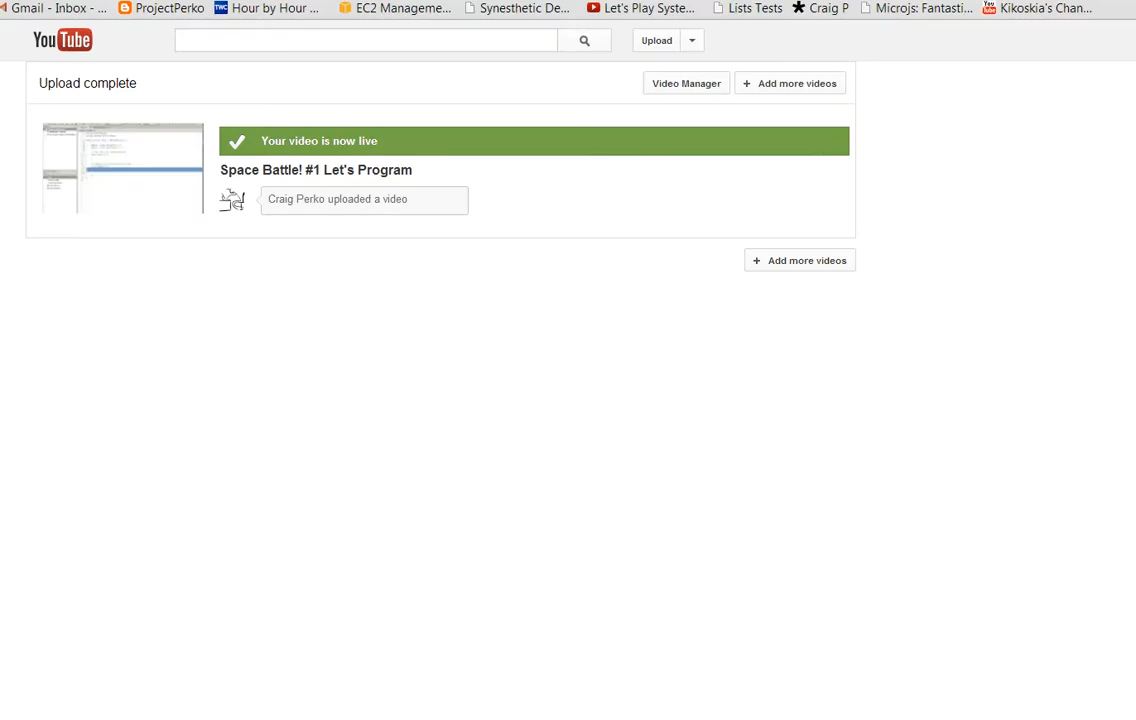 Gmail - Inbox - ... ProjectPerko Hour by Hour ... EC2 Manageme... Synesthetic De... Let's Play Syste... Lists Tests Craig P Microjs: Fantasti... Kikoskia's Chan...
YouTube Upload
Upload complete Video Manager + Add more videos
Your video is now live
Space Battle! #1 Let's Program
Craig Perko uploaded a video
+ Add more videos